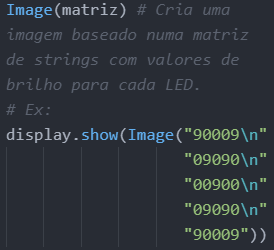 Image(matriz) # Cria uma
imagem baseado numa matriz
de strings com valores de
brilho para cada LED.
# Ex:
display.show(Image("90009\n"
"09090\n"
"00900\n"
"09090\n"
"90009"))